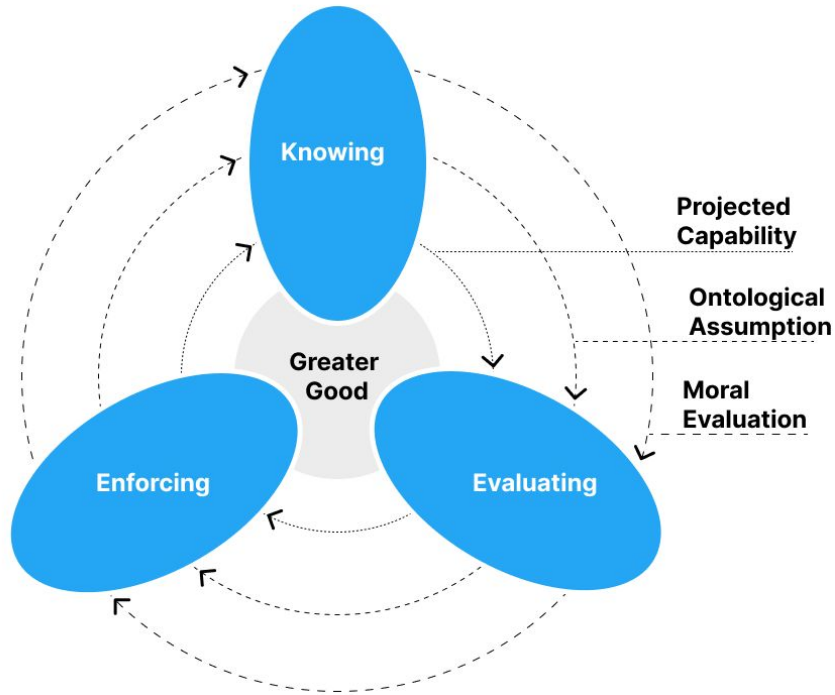 Knowing
Projected
Capability
Ontological
Assumption
Greater
Good
Moral
Evaluation
Enforcing
Evaluating